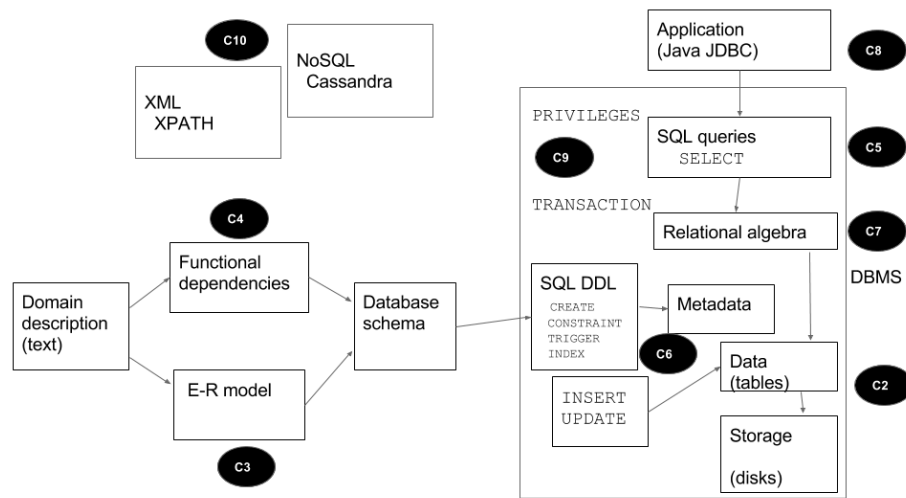 C10
NoSQL
Cassandra
XML
XPATH
Application
(Java JDBC)
C8
PRIVILEGES
SQL queries
SELECT
C9
C5
TRANSACTION
C4
Relational algebra
C7
Functional
dependencies
DBMS
Domain
description
(text)
Database
schema
SQL DDL
CREATE
CONSTRAINT
TRIGGER
INDEX
Metadata
C6
E-R model
Data
(tables)
C2
INSERT
UPDATE
Storage
(disks)
C3